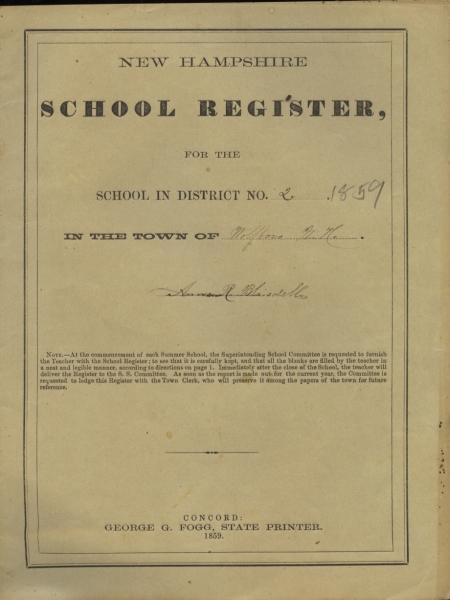 NEW HAMPSHIRE
SCHOOL REGISTER,
FOR THE
SCHOOL IN DISTRICT NO. 2 . 1859
IN THE TOWN OF Wolfboro N. H. .
R. Blaisdell
NOTE.—At the commencement of each Summer School, the Superintending School Committee is requested to furnish
the Teacher with the School Register; to see that it is carefully kept, and that all the blanks are filled by the teacher in
a neat and legible manner, according to directions on page 1. Immediately after the close of the School, the teacher will
deliver the Register to the S. S. Committee. As soon as the report is made out for the current year, the Committee is
requested to lodge this Register with the Town Clerk, who will preserve it among the papers of the town for future
reference.
CONCORD:
GEORGE G. FOGG, STATE PRINTER.
1859.